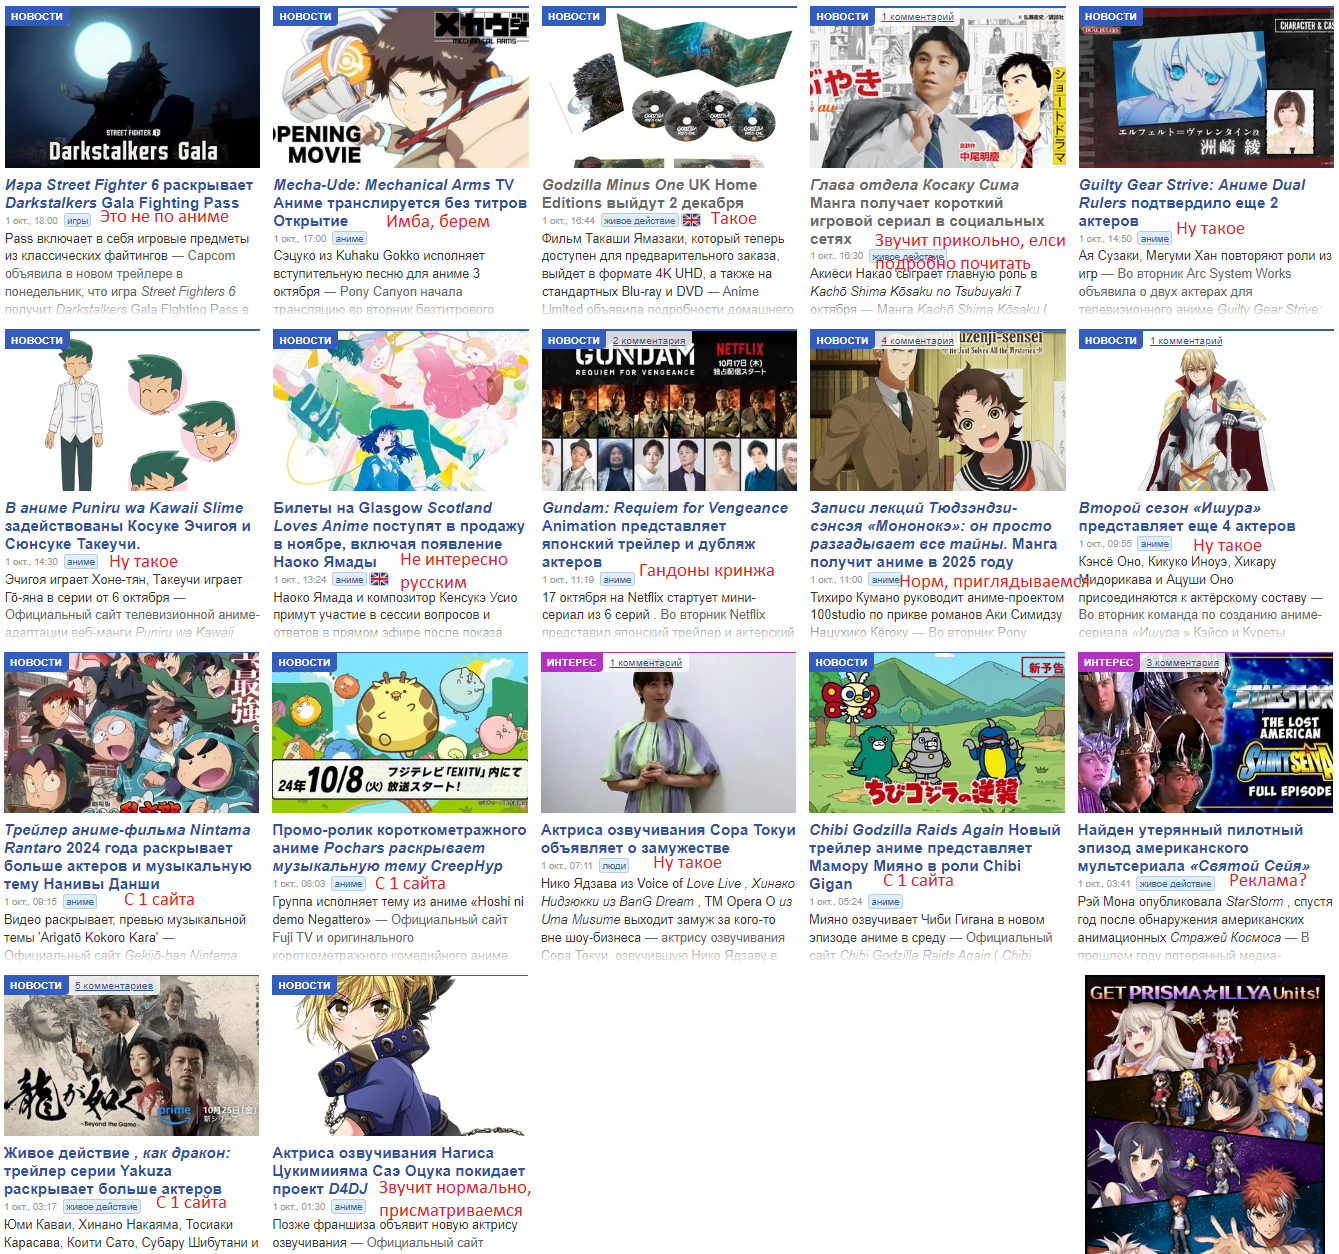 НОВОСТИ
STREET FIGHTER 6
Darkstalkers Gala
Игра Street Fighter 6 раскрывает
Darkstalkers Gala Fighting Pass
1 окт., 18:00 игры Это не по аниме
Pass включает в себя игровые предметы
из классических файтингов — Capcom
объявила в новом трейлере в
понедельник, что игра Street Fighters 6
получит Darkstalkers Gala Fighting Pass в
НОВОСТИ
メカウデ
MECHANICAL ARMS
OPENING
MOVIE
Mecha-Ude: Mechanical Arms TV
Аниме транслируется без титров
Открытие
Имба, берем
1 окт., 17:00 аниме
Сэцуко из Kuhaku Gokko исполняет
вступительную песню для аниме 3
октября — Pony Canyon начала
трансляцию во вторник безтитрового
НОВОСТИ
Godzilla Minus One UK Home
Editions выйдут 2 декабря
1 окт., 16:44 живое действие Такое
Фильм Такаши Ямазаки, который теперь
доступен для предварительного заказа,
выйдет в формате 4K UHD, а также на
стандартных Blu-ray и DVD — Anime
Limited объявила подробности домашнего
НОВОСТИ 1 комментарий
ぶやき
au
ショートドラマ
中尾明慶
Глава отдела Косаку Сима
Манга получает короткий
игровой сериал в социальных
сетях
Звучит прикольно, елси
подробно почитать
1 окт., 16:30 живое действие
Акиёси Накао сыграет главную роль в
Kachō Shima Kōsaku no Tsubuyaki 7
октября — Манга Kachō Shima Kōsaku (
НОВОСТИ
DUAL RULERS
CHARACTER & CAS
エルフェルト＝ヴァレンタイン役
洲崎 綾
Guilty Gear Strive: Аниме Dual
Rulers подтвердило еще 2
актеров
Ну такое
1 окт., 14:50 аниме
Ая Сузаки, Мегуми Хан повторяют роли из
игр — Во вторник Arc System Works
объявила о двух актерах для
телевизионного аниме Guilty Gear Strive:
НОВОСТИ
В аниме Puniru wa Kawaii Slime
задействованы Косуке Эчигоя и
Сюнсуке Такеучи.
1 окт., 14:30 аниме Ну такое
Эчигоя играет Хоне-тян, Такеучи играет
Гō-яна в серии от 6 октября —
Официальный сайт телевизионной аниме-
адаптации веб-манги Puniru wa Kawaii
НОВОСТИ
Билеты на Glasgow Scotland
Loves Anime поступят в продажу
в ноябре, включая появление
Наоко Ямады
Не интересно
русским
1 окт., 13:24 аниме
Наоко Ямада и композитор Кенсукэ Усио
примут участие в сессии вопросов и
ответов в прямом эфире после показа
НОВОСТИ 2 комментария
GUNDAM
REQUIEM FOR VENGEANCE
NETFLIX
10月17日(木)
独占配信スタート
Gundam: Requiem for Vengeance
Animation представляет
японский трейлер и дубляж
актеров
1 окт., 11:19 аниме Гандоны кринжа
17 октября на Netflix стартует мини-
сериал из 6 серий . Во вторник Netflix
представил японский трейлер и актерский
НОВОСТИ 4 комментария
uzenji-sensei
He Just Solves All the Mysteries
Записи лекций Тюдзэндзи-
сэнсэя «Мононокэ»: он просто
разгадывает все тайны. Манга
получит аниме в 2025 году
1 окт., 11:00 аниме Норм, приглядываемся
Тихиро Кумано руководит аниме-проектом
100studio по прикве романов Аки Симидзу
Нацухико Кёгоку — Во вторник Pony
НОВОСТИ 1 комментарий
Второй сезон «Ишура»
представляет еще 4 актеров
1 окт., 09:55 аниме Ну такое
Кэнсё Оно, Кикуко Иноуэ, Хикару
Мидорикава и Ацуши Оно
присоединяются к актёрскому составу —
Во вторник команда по созданию аниме-
сериала «Ишура » Кэйсо и Куреты
НОВОСТИ
最強。
Трейлер аниме-фильма Nintama
Rantaro 2024 года раскрывает
больше актеров и музыкальную
тему Нанивы Данши
1 окт., 09:15 аниме С 1 сайта
Видео раскрывает, превью музыкальной
темы 'Arigatō Kokoro Kara' —
Официальный сайт Gekijō-ban Nintama
НОВОСТИ
24年10/8(火) フジテレビ「EXITV」内にて
放送スタート！
Промо-ролик короткометражного
аниме Pochars раскрывает
музыкальную тему CreepHyp
1 окт., 08:03 аниме С 1 сайта
Группа исполняет тему из аниме «Hoshi ni
demo Negattero» — Официальный сайт
Fuji TV и оригинального
короткометражного комедийного аниме
ИНТЕРЕС 1 комментарий
Актриса озвучивания Сора Токуи
объявляет о замужестве
1 окт., 07:11 люди Ну такое
Нико Ядзава из Voice of Love Live , Хинако
Нидзюкки из BanG Dream , TM Opera O из
Uma Musume выходит замуж за кого-то
вне шоу-бизнеса — актрису озвучивания
Сора Токуи, озвучившую Нико Ядзаву в
НОВОСТИ
新予告
ちびゴジラの逆襲
Chibi Godzilla Raids Again Новый
трейлер аниме представляет
Мамору Мияно в роли Chibi
Gigan С 1 сайта
1 окт., 05:24 аниме
Мияно озвучивает Чиби Гигана в новом
эпизоде аниме в среду — Официальный
сайт Chibi Godzilla Raids Again ( Chibi
ИНТЕРЕС 3 комментария
STARSTOR
THE LOST
AMERICAN
SAINT SEIYA
FULL EPISODE
Найден утерянный пилотный
эпизод американского
мультсериала «Святой Сейя»
1 окт., 03:41 живое действие Реклама?
Рэй Мона опубликовала StarStorm , спустя
год после обнаружения американских
анимационных Стражей Космоса — В
прошлом году потерянный медиа-
НОВОСТИ 5 комментариев
龍が如く
Beyond the Game
prime
10月25日(金)
新シリーズ
Живое действие , как дракон:
трейлер серии Yakuza
раскрывает больше актеров
1 окт., 03:17 живое действие С 1 сайта
Юми Каваи, Хинано Накаяма, Тосиаки
Карасава, Коити Сато, Субару Шибутани и
НОВОСТИ
Актриса озвучивания Нагиса
Цукимиияма Саэ Оцука покидает
проект D4DJ
Звучит нормально,
присматриваемся
1 окт., 01:30 аниме
Позже франшиза объявит новую актрису
озвучивания — Официальный сайт
GET PRISMA☆ILLYA Units!